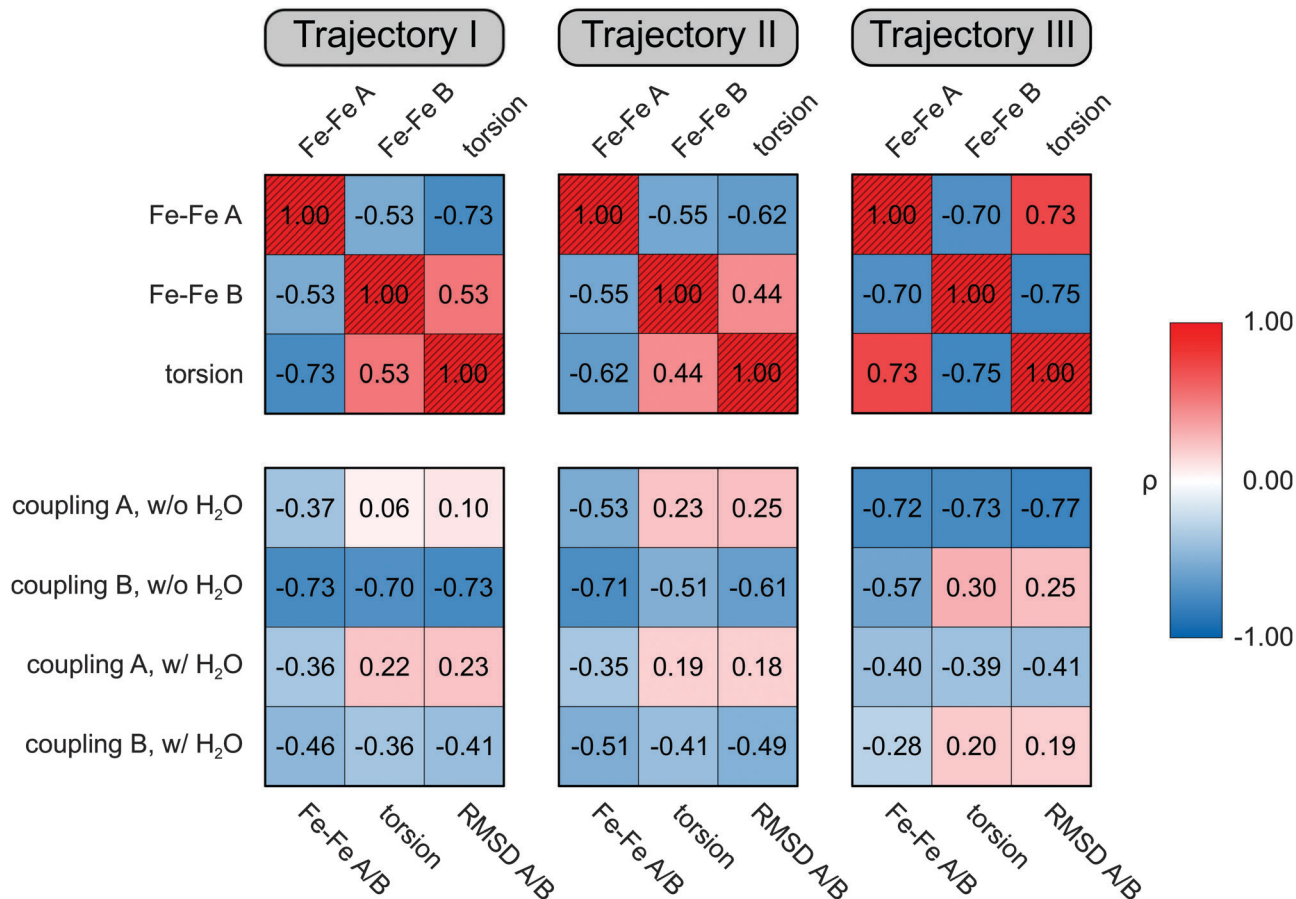 Trajectory I Trajectory II Trajectory III
Fe-Fe A Fe-Fe B torsion Fe-Fe A Fe-Fe B torsion Fe-Fe A Fe-Fe B torsion
Fe-Fe A 1.00 -0.53 -0.73 1.00 -0.55 -0.62 1.00 -0.70 0.73
Fe-Fe B -0.53 1.00 0.53 -0.55 1.00 0.44 -0.70 1.00 -0.75
torsion -0.73 0.53 1.00 -0.62 0.44 1.00 0.73 -0.75 1.00
coupling A, w/o H₂O -0.37 0.06 0.10 -0.53 0.23 0.25 -0.72 -0.73 -0.77
coupling B, w/o H₂O -0.73 -0.70 -0.73 -0.71 -0.51 -0.61 -0.57 0.30 0.25
coupling A, w/ H₂O -0.36 0.22 0.23 -0.35 0.19 0.18 -0.40 -0.39 -0.41
coupling B, w/ H₂O -0.46 -0.36 -0.41 -0.51 -0.41 -0.49 -0.28 0.20 0.19
Fe-Fe A/B torsion RMSD A/B Fe-Fe A/B torsion RMSD A/B Fe-Fe A/B torsion RMSD A/B
1.00
ρ 0.00
-1.00